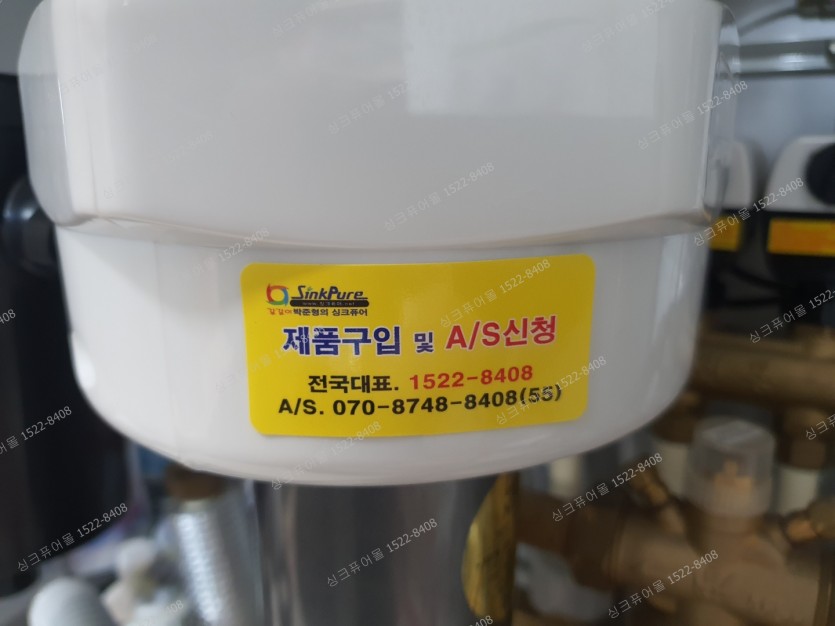 SinkPure
박준형의 싱크퓨어
제품구입 및 A/S신청
전국대표. 1522-8408
A/S. 070-8748-8408(55)
싱크퓨어몰 1522-8408